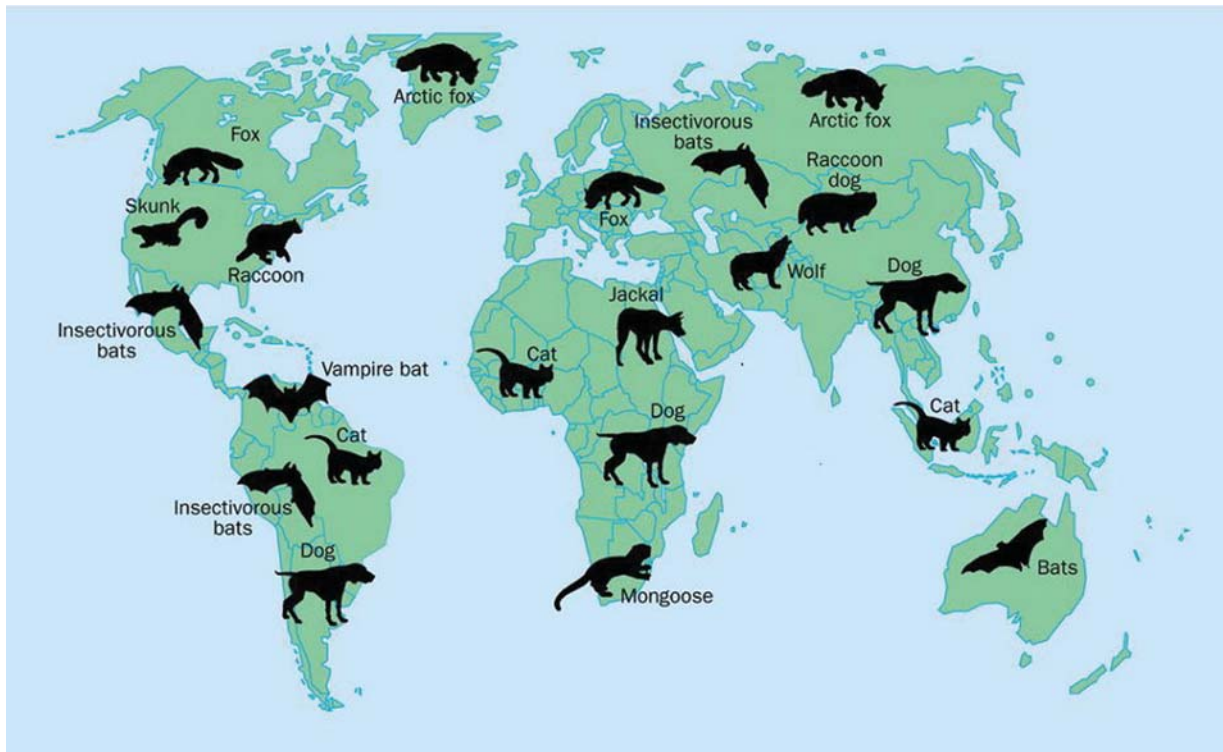 Arctic fox
Arctic fox
Fox
Insectivorous
bats
Raccoon
dog
Skunk
Fox
Raccoon
Wolf
Dog
Jackal
Insectivorous
bats
Cat
Vampire bat
Cat
Dog
Cat
Insectivorous
bats
Dog
Bats
Mongoose